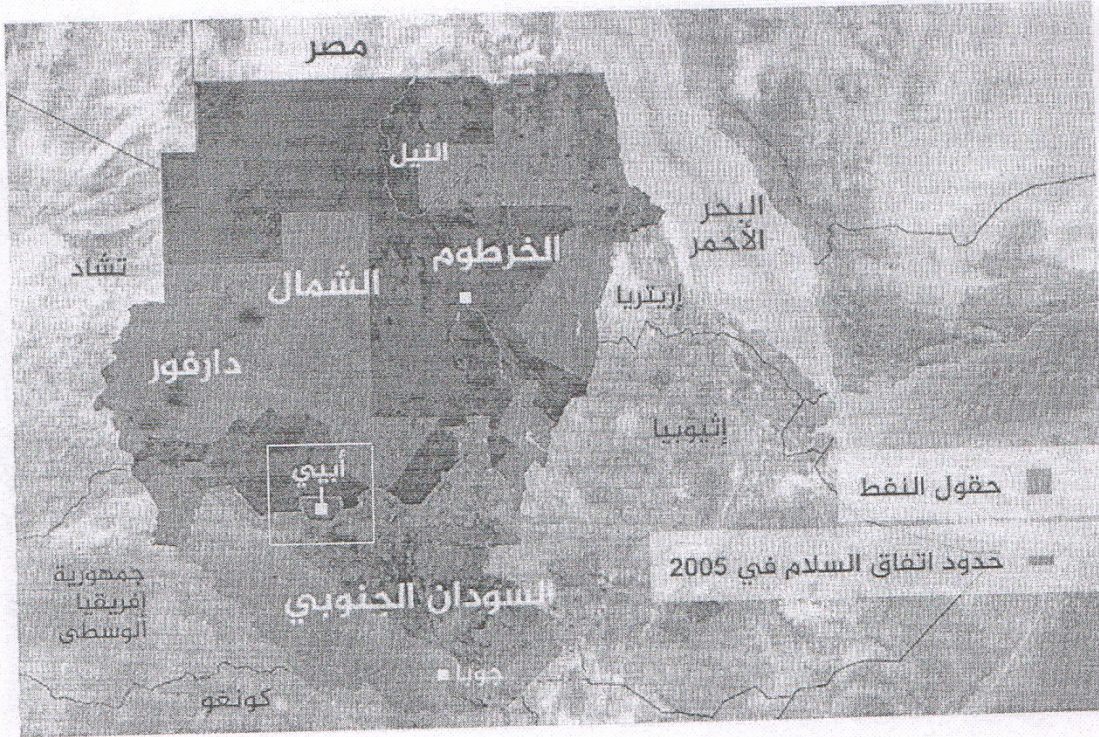 مصر
النيل
البحر
الأحمر
الخرطوم
تشاد
الشمال
إريتريا
دارفور
إثيوبيا
أبيي
حقول النفط
حدود اتفاق السلام في 2005
جمهورية
إفريقيا
الوسطى
السودان الجنوبي
جوبا
كونغو